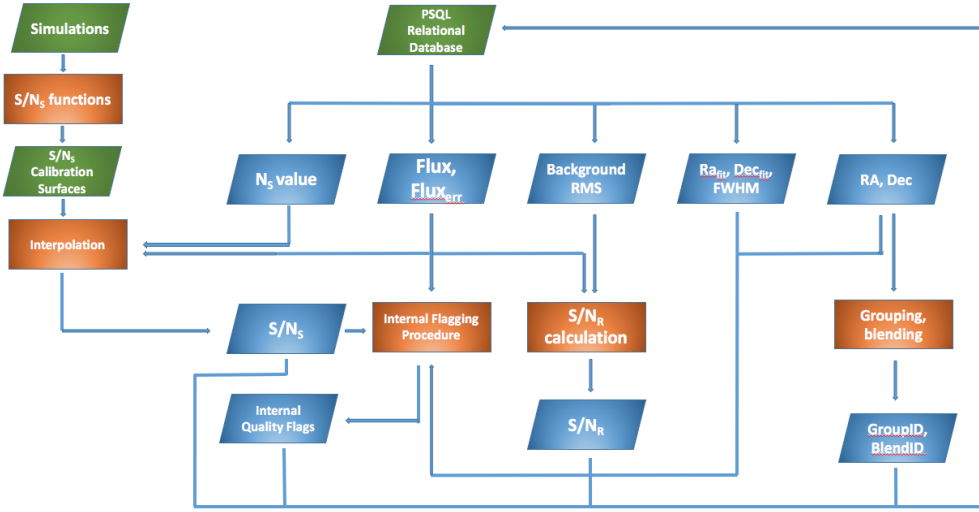 Simulations
PSQL
Relational
Database
S/NS functions
S/NS
Calibration
Surfaces
NS value
Flux,
Fluxerr
Background
RMS
Rafit, Decfit,
FWHM
RA, Dec
Interpolation
S/NS
Internal Flagging
Procedure
S/NR
calculation
Grouping,
blending
Internal
Quality Flags
S/NR
GroupID,
BlendID